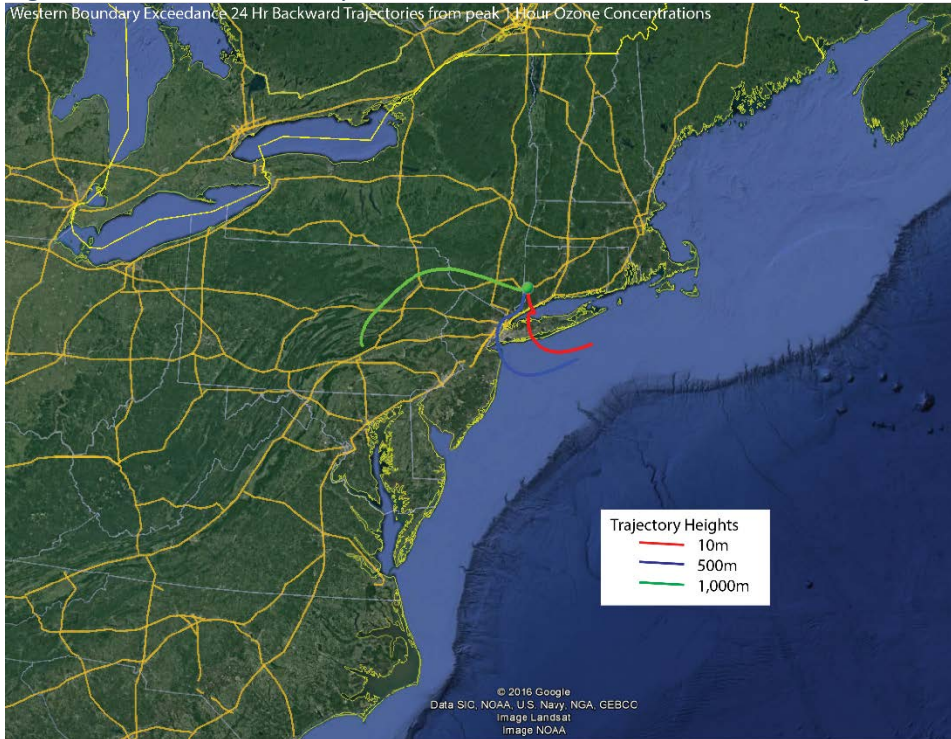 Western Boundary Exceedance 24 Hr Backward Trajectories from peak 1 Hour Ozone Concentrations
Trajectory Heights
10m
500m
1,000m
© 2016 Google
Data SIO, NOAA, U.S. Navy, NGA, GEBCO
Image Landsat
Image NOAA